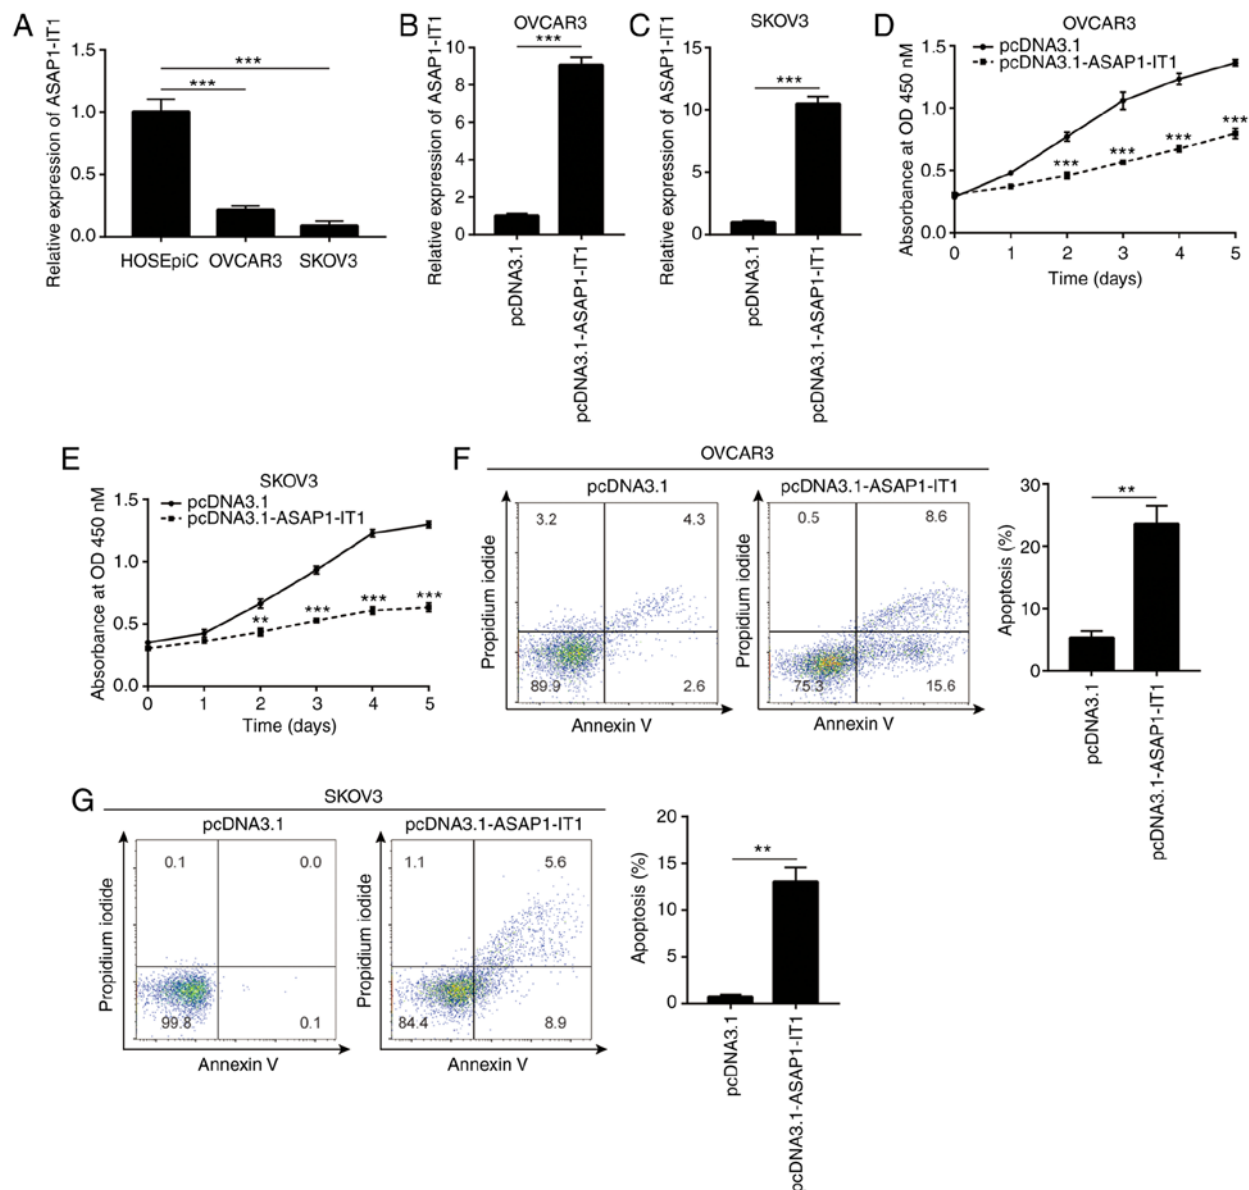 A
Relative expression of ASAP1-IT1
1.5
1.0
0.5
0.0
***
***
HOSEpiC OVCAR3 SKOV3
B
OVCAR3
Relative expression of ASAP1-IT1
10
8
6
4
2
0
***
pcDNA3.1
pcDNA3.1-ASAP1-IT1
C
SKOV3
Relative expression of ASAP1-IT1
15
10
5
0
***
pcDNA3.1
pcDNA3.1-ASAP1-IT1
D
OVCAR3
pcDNA3.1
pcDNA3.1-ASAP1-IT1
Absorbance at OD 450 nM
1.5
1.0
0.5
0.0
*** *** *** ***
0 1 2 3 4 5
Time (days)
E
SKOV3
pcDNA3.1
pcDNA3.1-ASAP1-IT1
Absorbance at OD 450 nM
1.5
1.0
0.5
0.0
** *** *** ***
0 1 2 3 4 5
Time (days)
F
OVCAR3
pcDNA3.1
Propidium iodide
3.2 4.3
89.9 2.6
Annexin V
pcDNA3.1-ASAP1-IT1
Propidium iodide
0.5 8.6
75.3 15.6
Annexin V
Apoptosis (%)
30
20
10
0
**
pcDNA3.1
pcDNA3.1-ASAP1-IT1
G
SKOV3
pcDNA3.1
Propidium iodide
0.1 0.0
99.8 0.1
Annexin V
pcDNA3.1-ASAP1-IT1
Propidium iodide
1.1 5.6
84.4 8.9
Annexin V
Apoptosis (%)
20
15
10
5
0
**
pcDNA3.1
pcDNA3.1-ASAP1-IT1